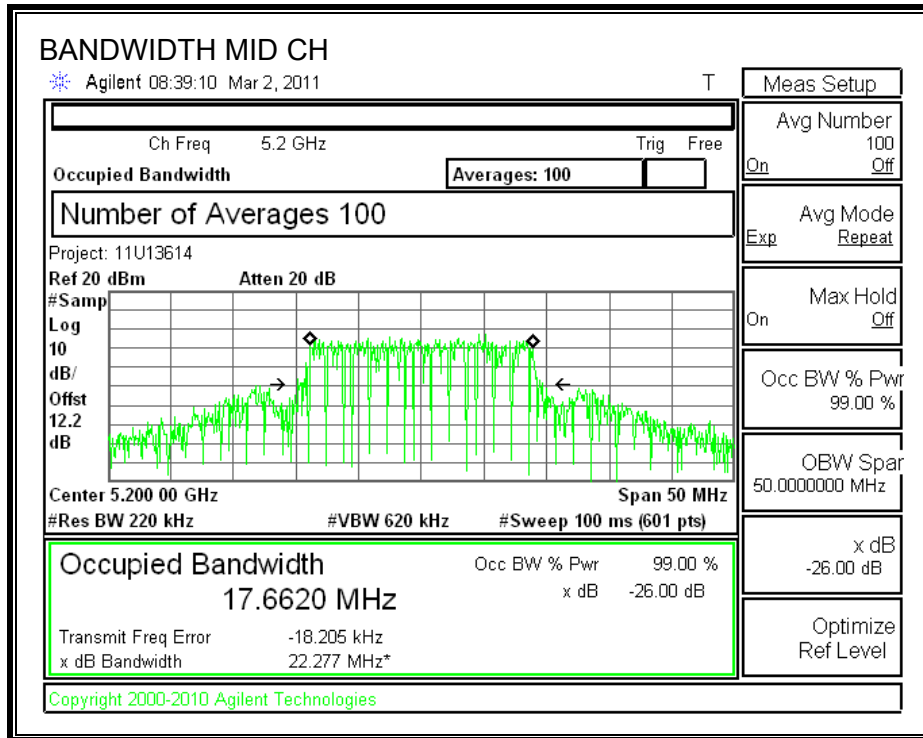 BANDWIDTH MID CH
Agilent 08:39:10 Mar 2, 2011 T
Ch Freq 5.2 GHz Trig Free
Occupied Bandwidth Averages: 100
Number of Averages 100
Project: 11U13614
Ref 20 dBm Atten 20 dB
#Samp
Log
10
dB/
Offst
12.2
dB
Center 5.200 00 GHz Span 50 MHz
#Res BW 220 kHz #VBW 620 kHz #Sweep 100 ms (601 pts)
Occupied Bandwidth Occ BW % Pwr 99.00 %
17.6620 MHz x dB -26.00 dB
Transmit Freq Error -18.205 kHz
x dB Bandwidth 22.277 MHz*
Copyright 2000-2010 Agilent Technologies
Meas Setup
Avg Number
100
On Off
Avg Mode
Exp Repeat
Max Hold
On Off
Occ BW % Pwr
99.00 %
OBW Span
50.0000000 MHz
x dB
-26.00 dB
Optimize
Ref Level